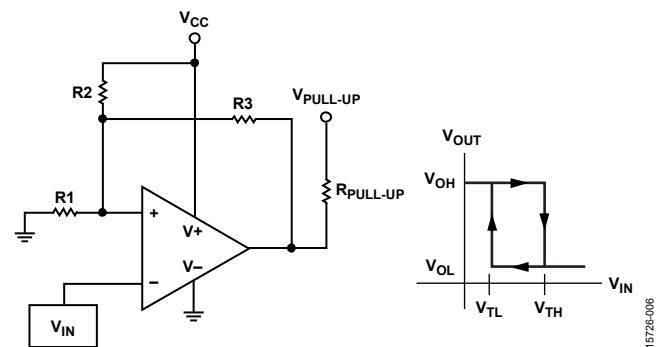 VCC
R2
R3
VPULL-UP
RPULL-UP
R1
+
V+
V−
−
VIN
VOUT
VOH
VOL
VIN
VTL
VTH
15726-006